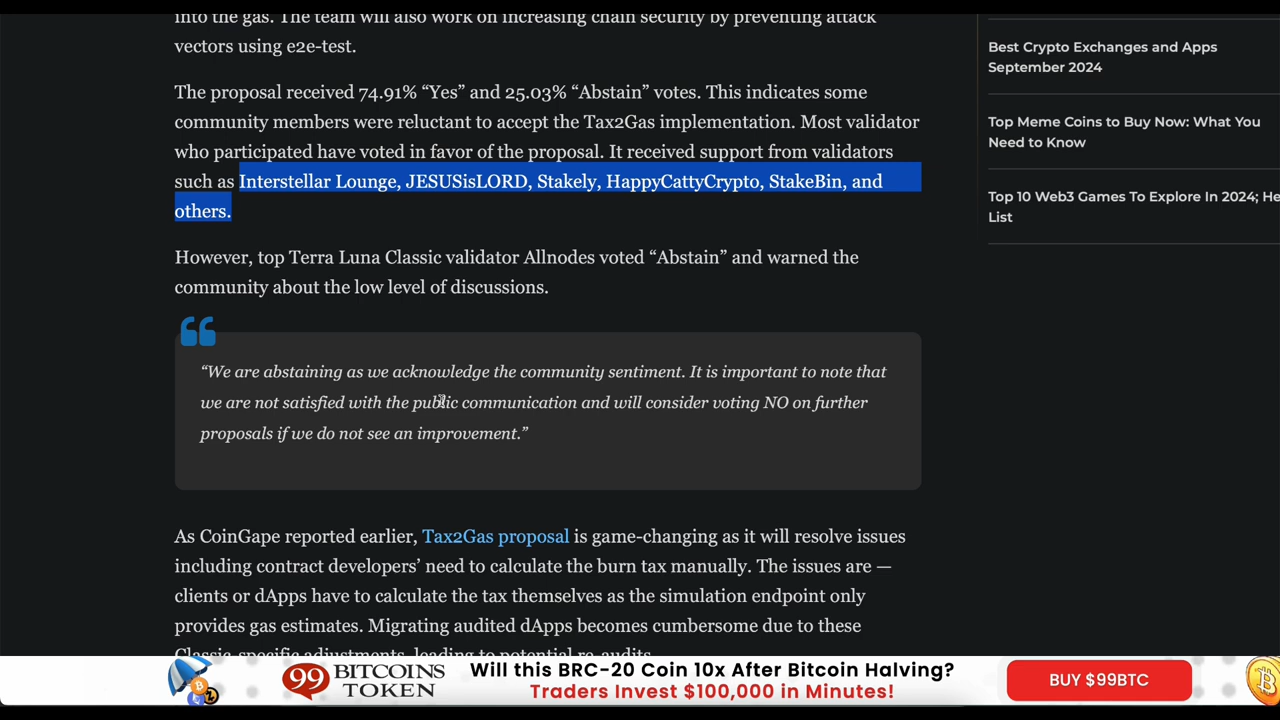 into the gas. The team will also work on increasing chain security by preventing attack
vectors using e2e-test.
The proposal received 74.91% “Yes” and 25.03% “Abstain” votes. This indicates some
community members were reluctant to accept the Tax2Gas implementation. Most validator
who participated have voted in favor of the proposal. It received support from validators
such as Interstellar Lounge, JESUSisLORD, Stakely, HappyCattyCrypto, StakeBin, and
others.
However, top Terra Luna Classic validator Allnodes voted “Abstain” and warned the
community about the low level of discussions.
“We are abstaining as we acknowledge the community sentiment. It is important to note that
we are not satisfied with the public communication and will consider voting NO on further
proposals if we do not see an improvement.”
As CoinGape reported earlier, Tax2Gas proposal is game-changing as it will resolve issues
including contract developers’ need to calculate the burn tax manually. The issues are —
clients or dApps have to calculate the tax themselves as the simulation endpoint only
provides gas estimates. Migrating audited dApps becomes cumbersome due to these
Classic-specific adjustments, leading to potential re-audits.
Best Crypto Exchanges and Apps
September 2024
Top Meme Coins to Buy Now: What You
Need to Know
Top 10 Web3 Games To Explore In 2024; He
List
99 BITCOINS
TOKEN
Will this BRC-20 Coin 10x After Bitcoin Halving?
Traders Invest $100,000 in Minutes!
BUY $99BTC